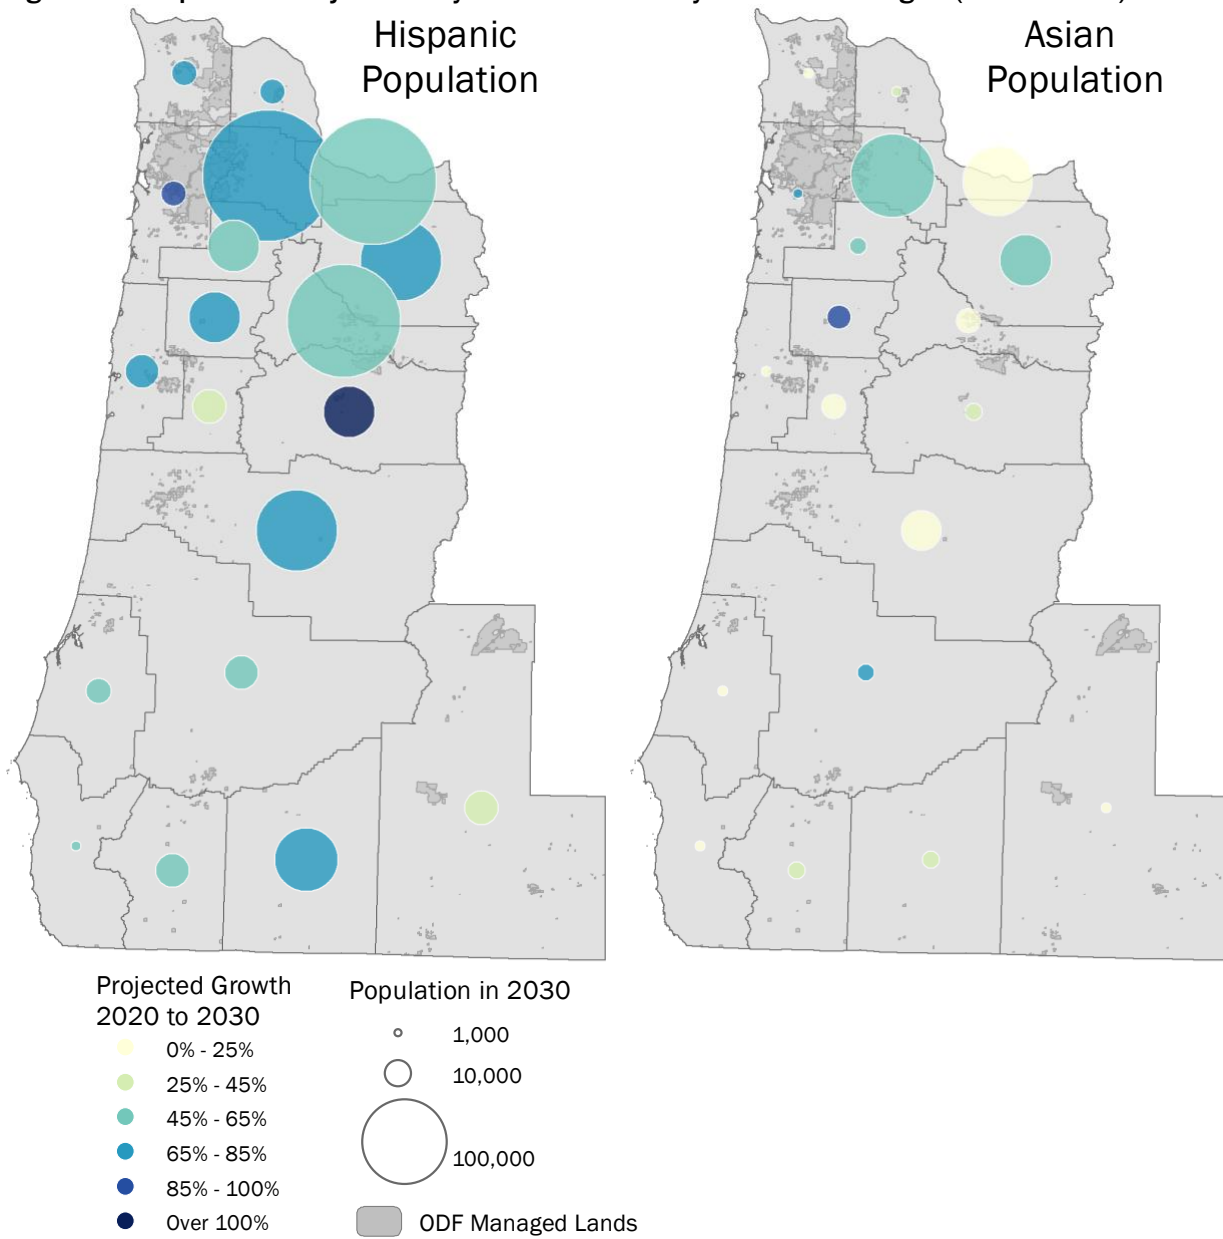 Hispanic
Population
Asian
Population
Projected Growth
2020 to 2030
0% - 25%
25% - 45%
45% - 65%
65% - 85%
85% - 100%
Over 100%
Population in 2030
1,000
10,000
100,000
ODF Managed Lands